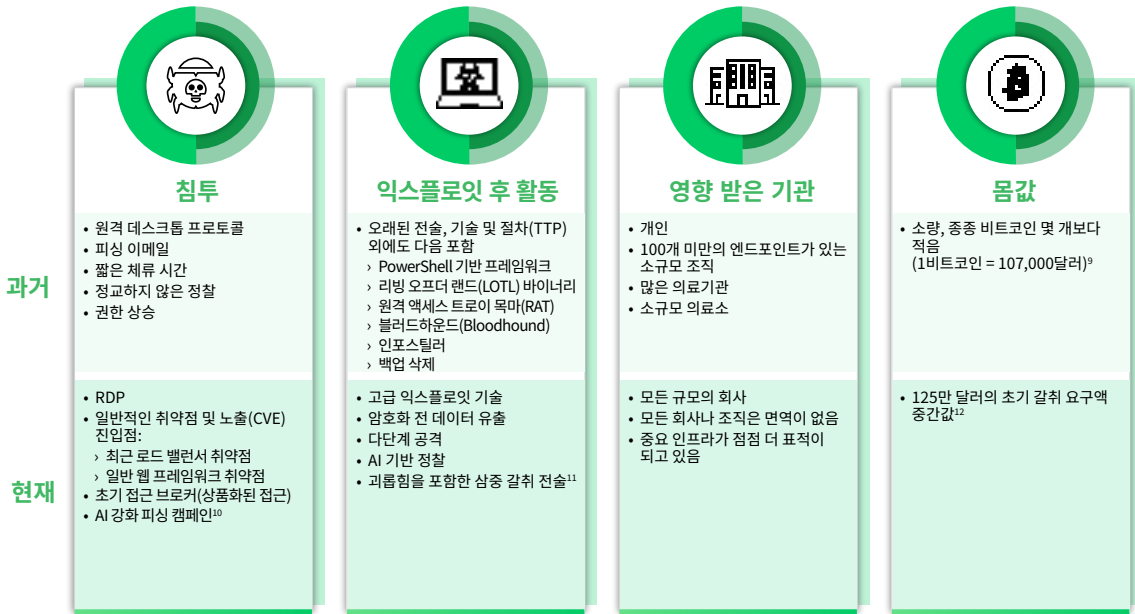 침투
익스플로잇 후 활동
영향 받은 기관
몸값
과거
• 원격 데스크톱 프로토콜
• 피싱 이메일
• 짧은 체류 시간
• 정교하지 않은 정찰
• 권한 상승
• 오래된 전술, 기술 및 절차(TTP)
외에도 다음 포함
› PowerShell 기반 프레임워크
› 리빙 오프더 랜드(LOTL) 바이너리
› 원격 액세스 트로이 목마(RAT)
› 블러드하운드(Bloodhound)
› 인포스틸러
› 백업 삭제
• 개인
• 100개 미만의 엔드포인트가 있는
소규모 조직
• 많은 의료기관
• 소규모 의료소
• 소량, 종종 비트코인 몇 개보다
적음
(1비트코인 = 107,000달러)⁹
현재
• RDP
• 일반적인 취약점 및 노출(CVE)
진입점:
› 최근 로드 밸런서 취약점
› 일반 웹 프레임워크 취약점
• 초기 접근 브로커(상품화된 접근)
• AI 강화 피싱 캠페인¹⁰
• 고급 익스플로잇 기술
• 암호화 전 데이터 유출
• 다단계 공격
• AI 기반 정찰
• 괴롭힘을 포함한 삼중 갈취 전술¹¹
• 모든 규모의 회사
• 모든 회사나 조직은 면역이 없음
• 중요 인프라가 점점 더 표적이
되고 있음
• 125만 달러의 초기 갈취 요구액
중간값¹²